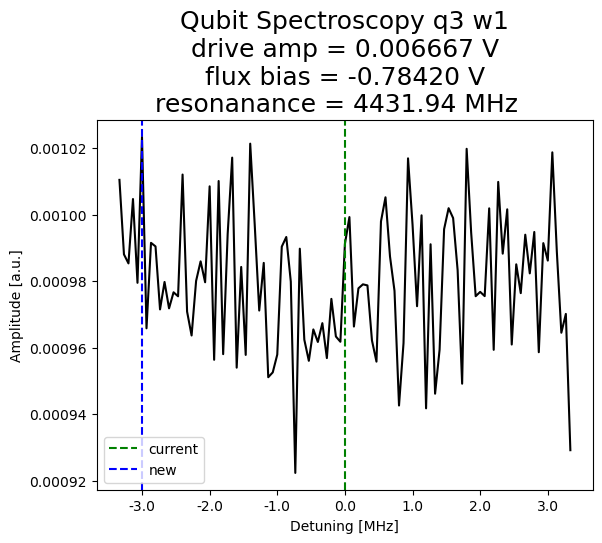 Qubit Spectroscopy q3 w1
drive amp = 0.006667 V
flux bias = -0.78420 V
resonanance = 4431.94 MHz
0.00102
0.00100
0.00098
0.00096
0.00094
0.00092
Amplitude [a.u.]
current
new
-3.0 -2.0 -1.0 0.0 1.0 2.0 3.0
Detuning [MHz]